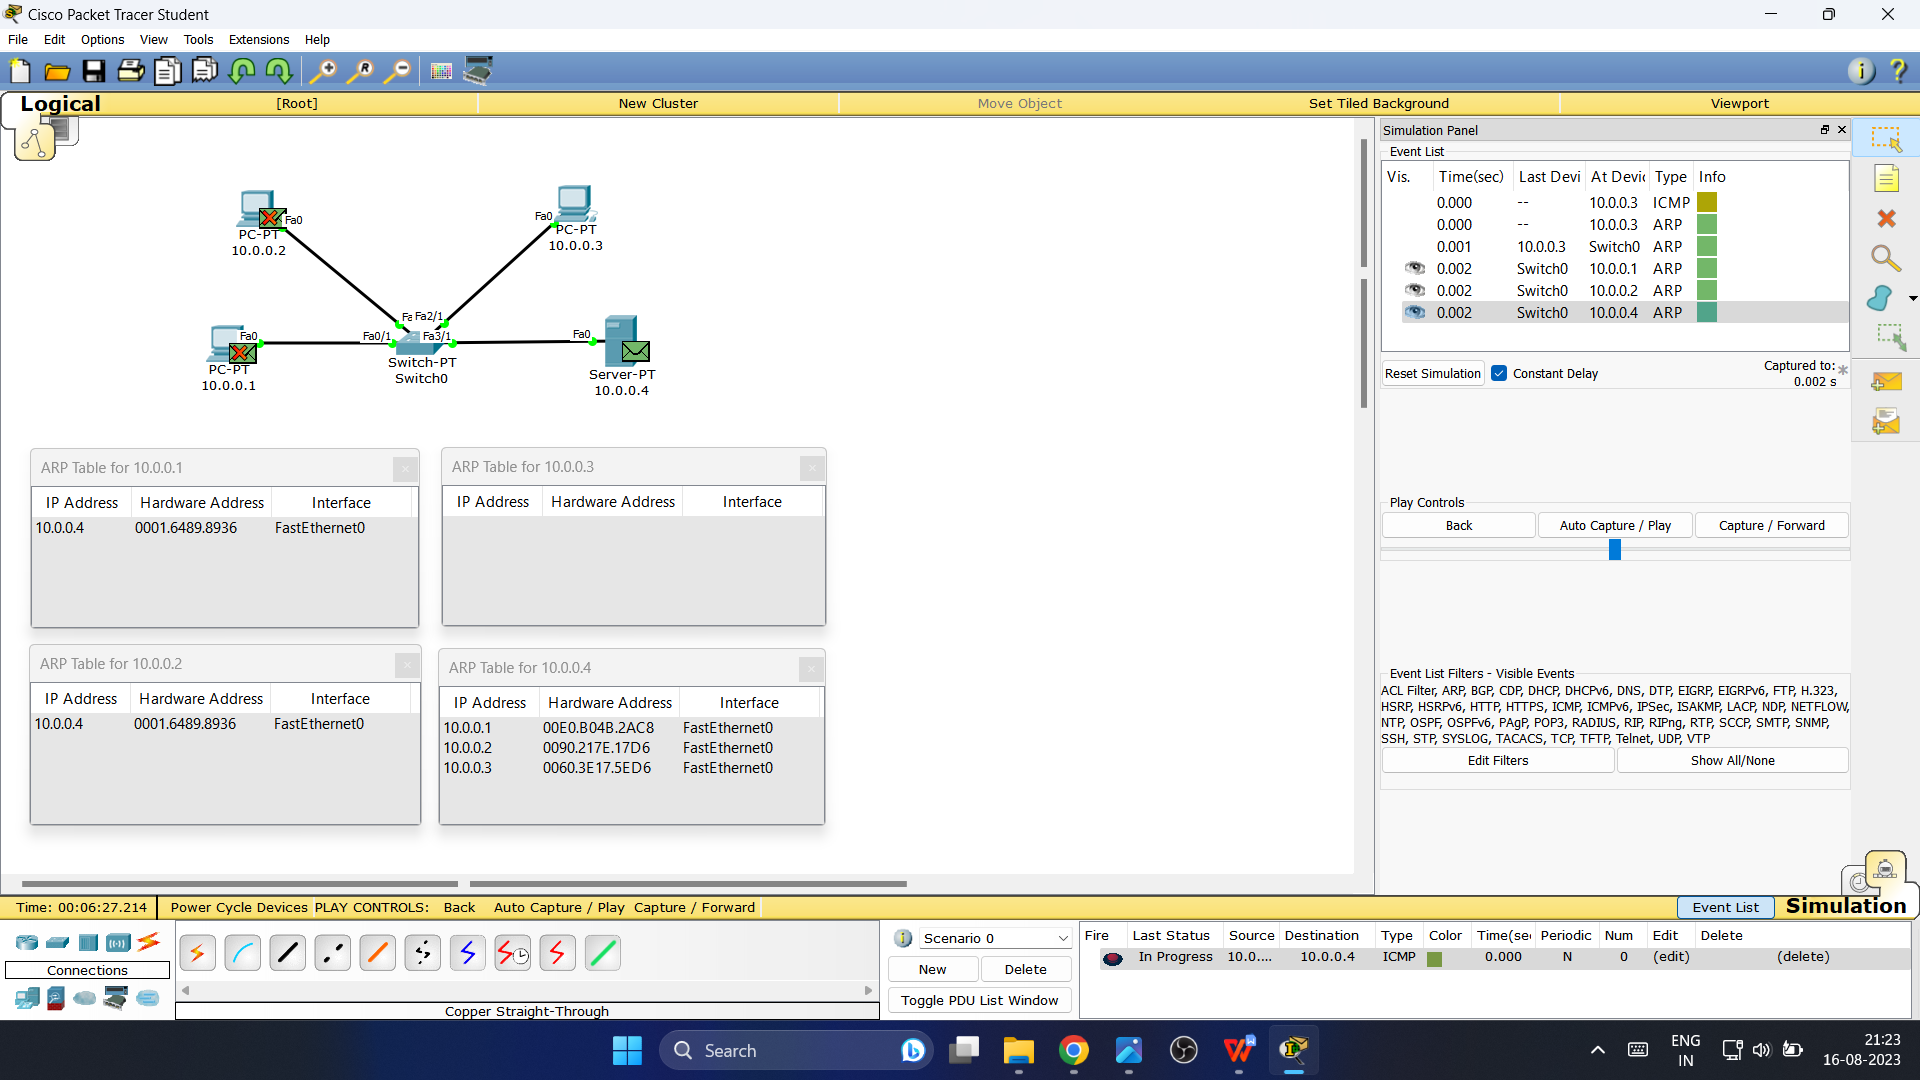 Cisco Packet Tracer Student
File Edit Options View Tools Extensions Help
Logical [Root] New Cluster Move Object Set Tiled Background Viewport
Fa0
PC-PT
10.0.0.2
Fa0
PC-PT
10.0.0.3
Fa Fa2/1
Fa0 Fa0/1 Fa3/1 Fa0
PC-PT
10.0.0.1
Switch-PT
Switch0
Server-PT
10.0.0.4
ARP Table for 10.0.0.1
IP Address Hardware Address Interface
10.0.0.4 0001.6489.8936 FastEthernet0
ARP Table for 10.0.0.3
IP Address Hardware Address Interface
ARP Table for 10.0.0.2
IP Address Hardware Address Interface
10.0.0.4 0001.6489.8936 FastEthernet0
ARP Table for 10.0.0.4
IP Address Hardware Address Interface
10.0.0.1 00E0.B04B.2AC8 FastEthernet0
10.0.0.2 0090.217E.17D6 FastEthernet0
10.0.0.3 0060.3E17.5ED6 FastEthernet0
Simulation Panel
Event List
Vis. Time(sec) Last Devi At Devic Type Info
0.000 -- 10.0.0.3 ICMP
0.000 -- 10.0.0.3 ARP
0.001 10.0.0.3 Switch0 ARP
0.002 Switch0 10.0.0.1 ARP
0.002 Switch0 10.0.0.2 ARP
0.002 Switch0 10.0.0.4 ARP
Reset Simulation Constant Delay Captured to: *
0.002 s
Play Controls
Back Auto Capture / Play Capture / Forward
Event List Filters - Visible Events
ACL Filter, ARP, BGP, CDP, DHCP, DHCPv6, DNS, DTP, EIGRP, EIGRPv6, FTP, H.323,
HSRP, HSRPv6, HTTP, HTTPS, ICMP, ICMPv6, IPSec, ISAKMP, LACP, NDP, NETFLOW,
NTP, OSPF, OSPFv6, PAgP, POP3, RADIUS, RIP, RIPng, RTP, SCCP, SMTP, SNMP,
SSH, STP, SYSLOG, TACACS, TCP, TFTP, Telnet, UDP, VTP
Edit Filters Show All/None
Time: 00:06:27.214 Power Cycle Devices PLAY CONTROLS: Back Auto Capture / Play Capture / Forward Event List Simulation
Connections
Copper Straight-Through
Scenario 0
New Delete
Toggle PDU List Window
Fire Last Status Source Destination Type Color Time(sec Periodic Num Edit Delete
In Progress 10.0.... 10.0.0.4 ICMP 0.000 N 0 (edit) (delete)
Search
ENG
IN
21:23
16-08-2023